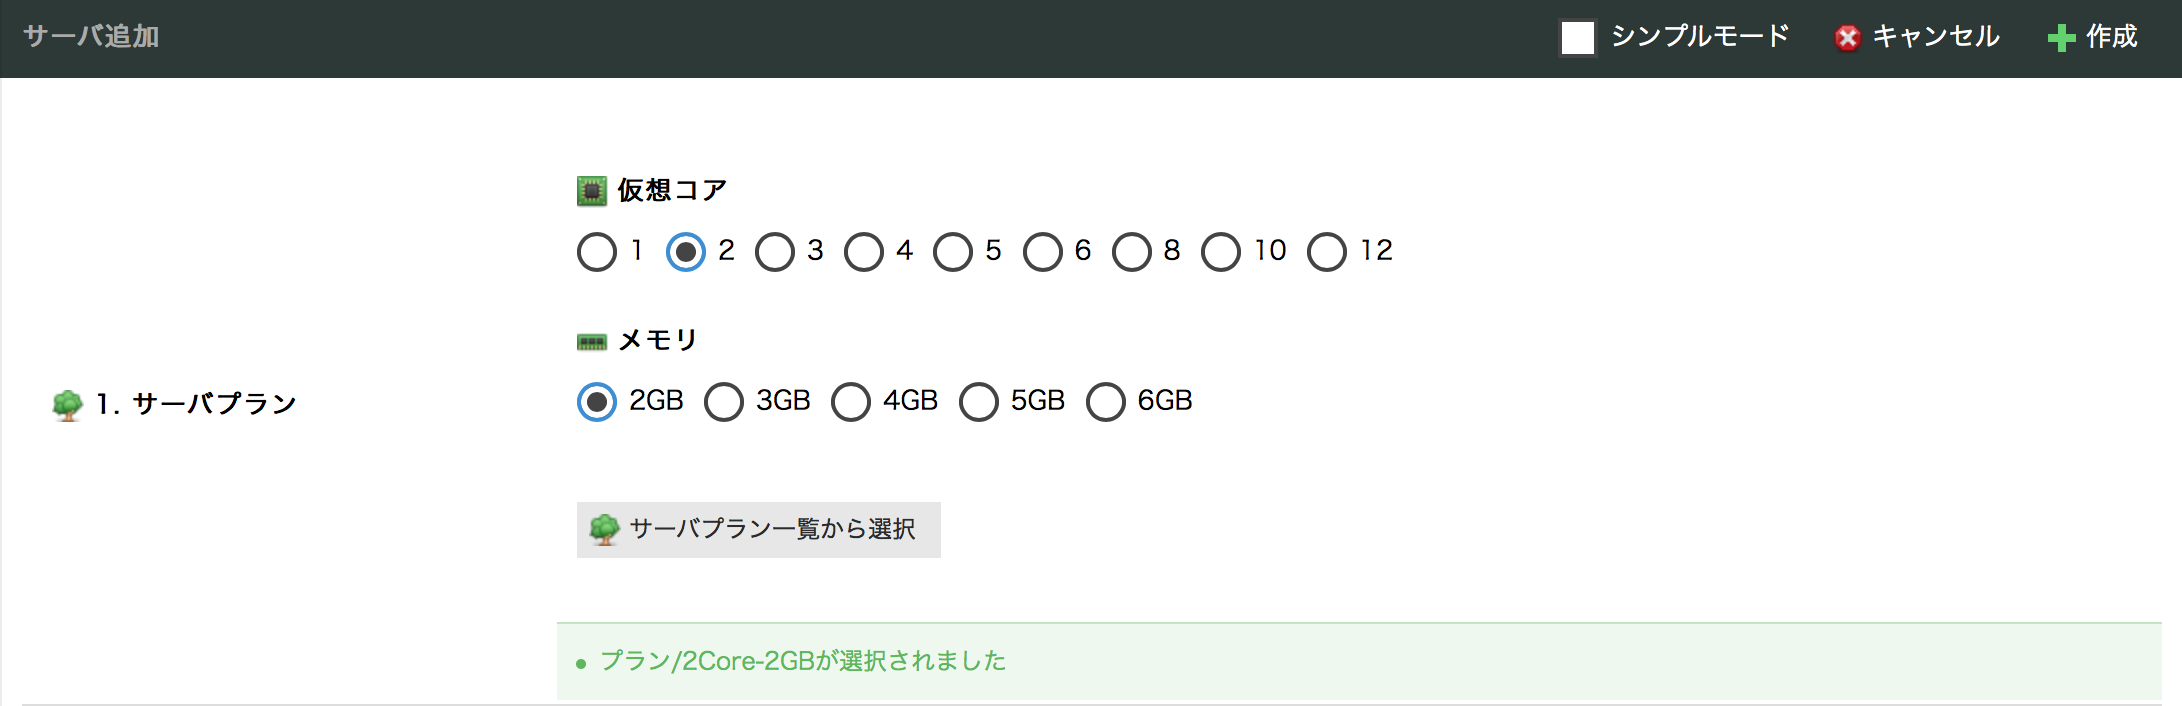 サーバ追加 シンプルモード キャンセル 作成
仮想コア
1 2 3 4 5 6 8 10 12
メモリ
1. サーバプラン
2GB 3GB 4GB 5GB 6GB
サーバプラン一覧から選択
プラン/2Core-2GBが選択されました